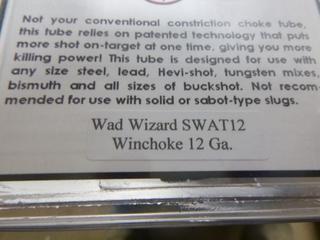 Not your conventional constriction choke tube,
this tube relies on patented technology that puts
more shot on-target at one time, giving you more
killing power! This tube is designed for use with
any size steel, lead, Hevi-shot, tungsten mixes,
bismuth and all sizes of buckshot. Not recom-
mended for use with solid or sabot-type slugs.
Wad Wizard SWAT12
Winchoke 12 Ga.